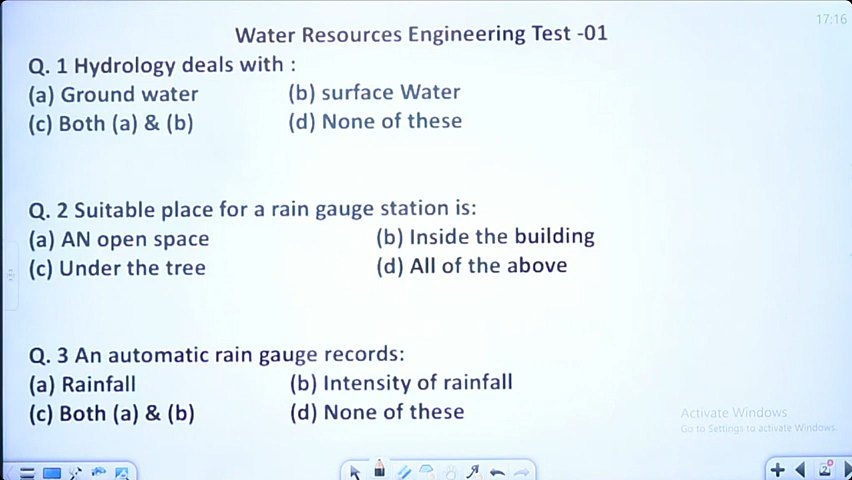 17:16
Water Resources Engineering Test -01
Q. 1 Hydrology deals with :
(a) Ground water (b) surface Water
(c) Both (a) & (b) (d) None of these
Q. 2 Suitable place for a rain gauge station is:
(a) AN open space (b) Inside the building
(c) Under the tree (d) All of the above
Q. 3 An automatic rain gauge records:
(a) Rainfall (b) Intensity of rainfall
(c) Both (a) & (b) (d) None of these
Activate Windows
Go to Settings to activate Windows.